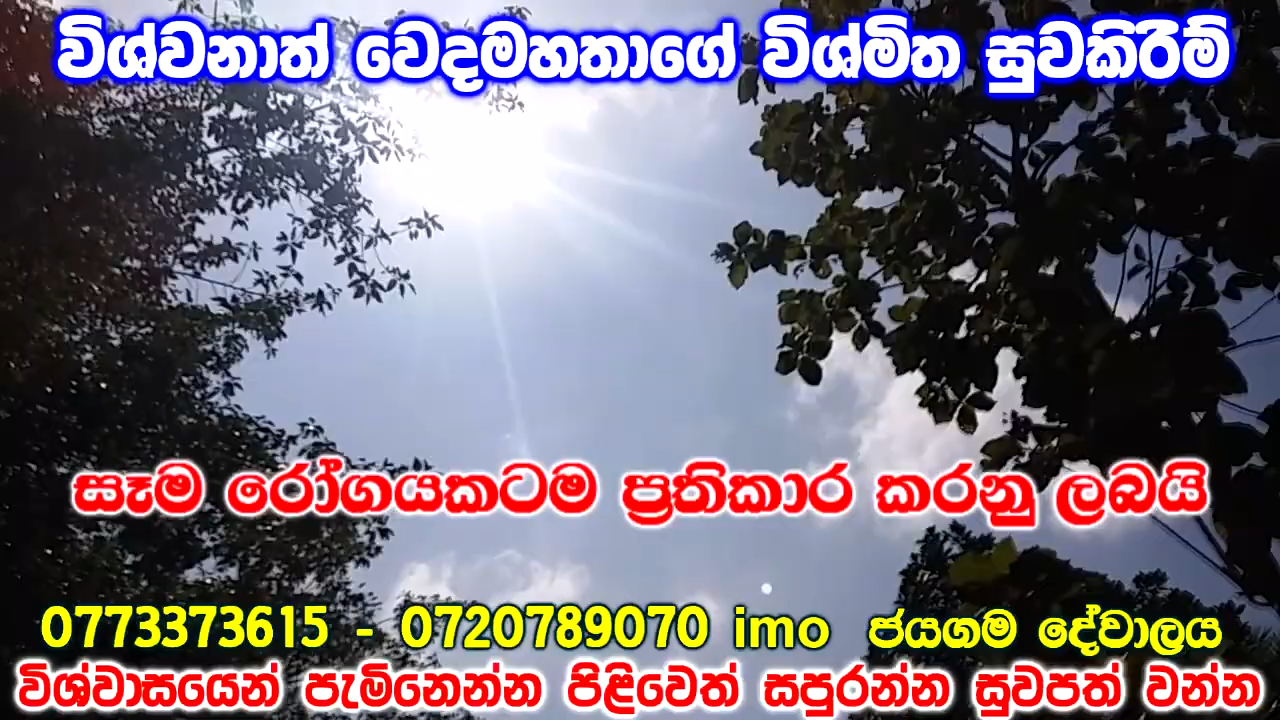 විශ්වනාත් වෙදමහතාගේ විශ්මිත සුවකිරිම්
සෑම රෝගයකටම ප්‍රතිකාර කරනු ලබයි
0773373615 - 0720789070 imo ජයගම දේවාලය
විශ්වාසයෙන් පැමිනෙන්න පිළිවෙත් සපුරන්න සුවපත් වන්න